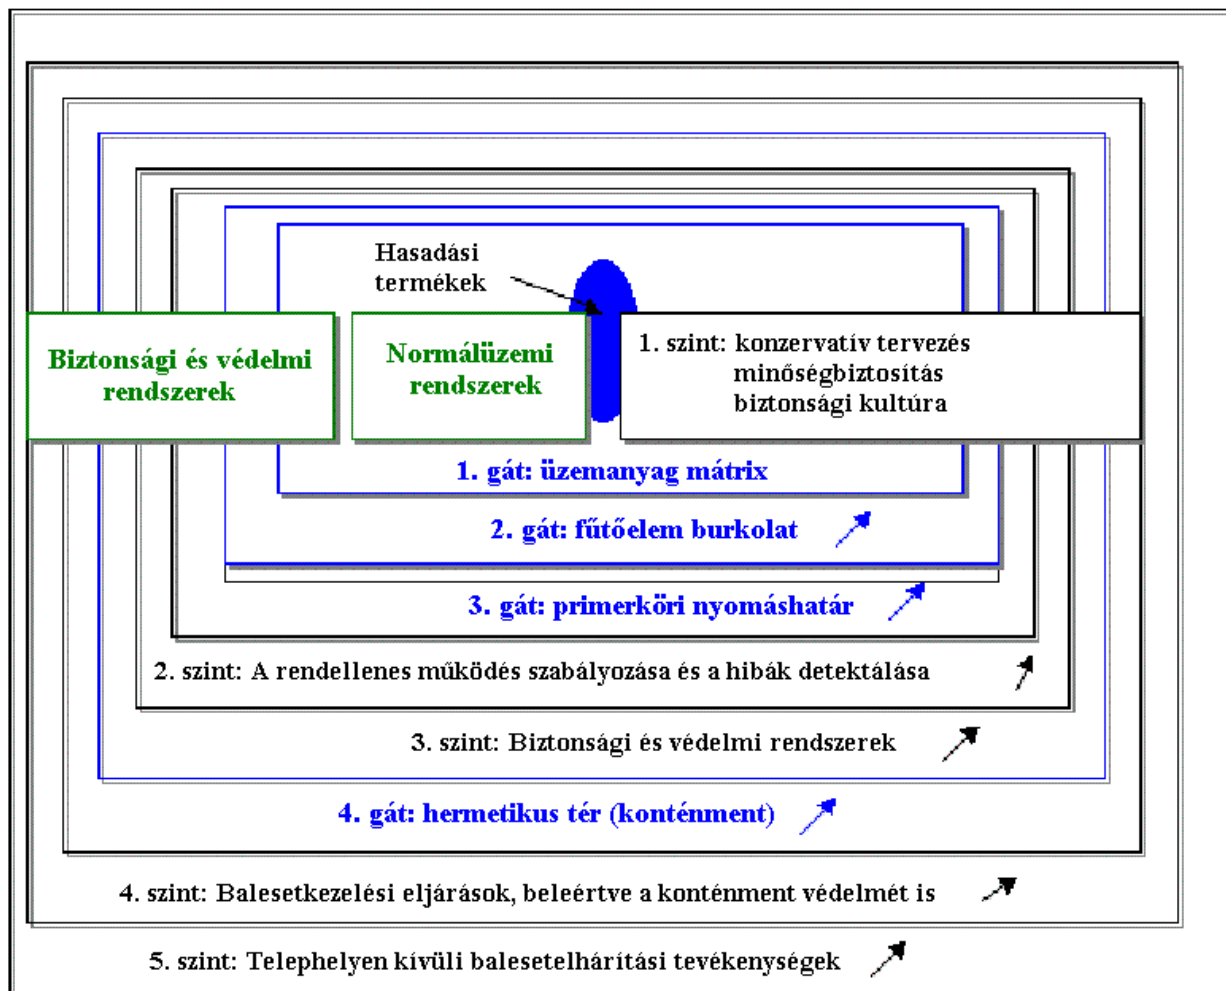 Hasadási
termékek
Biztonsági és védelmi
rendszerek
Normálüzemi
rendszerek
1. szint: konzervatív tervezés
minőségbiztosítás
biztonsági kultúra
1. gát: üzemanyag mátrix
2. gát: fűtőelem burkolat
3. gát: primerköri nyomáshatár
2. szint: A rendellenes működés szabályozása és a hibák detektálása
3. szint: Biztonsági és védelmi rendszerek
4. gát: hermetikus tér (konténment)
4. szint: Balesetkezelési eljárások, beleértve a konténment védelmét is
5. szint: Telephelyen kívüli balesetelhárítási tevékenységek